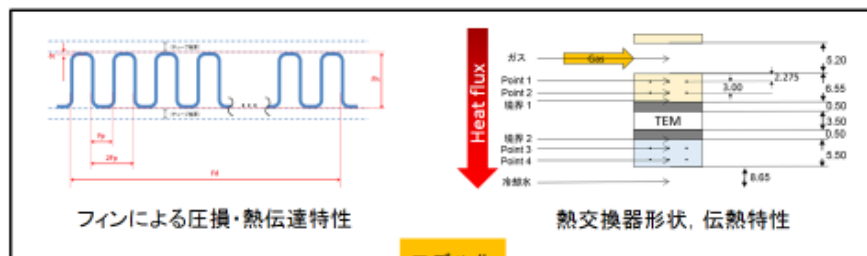 Heat flux
ガス
Gas
Point 1
Point 2
境界 1
TEM
境界 2
Point 3
Point 4
冷却水
5.20
2.275
3.00
6.55
0.50
3.50
0.50
5.50
8.65
フィンによる圧損・熱伝達特性
熱交換器形状, 伝熱特性